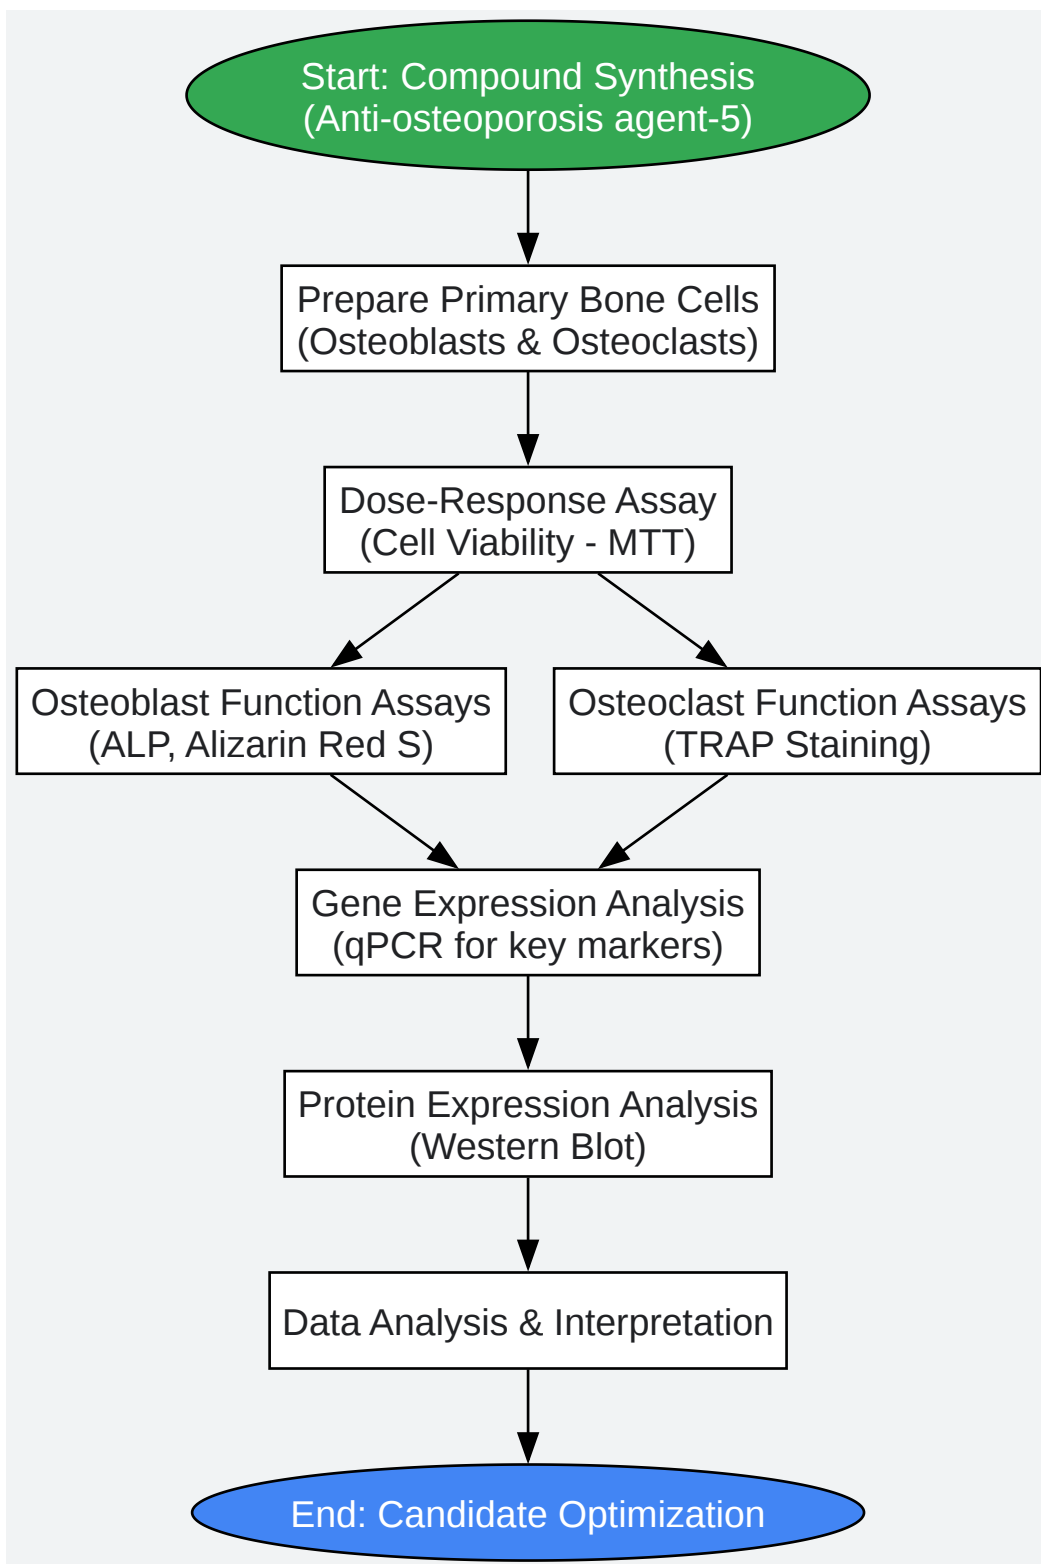 Start: Compound Synthesis
(Anti-osteoporosis agent-5)
Prepare Primary Bone Cells
(Osteoblasts & Osteoclasts)
Dose-Response Assay
(Cell Viability - MTT)
Osteoblast Function Assays
(ALP, Alizarin Red S)
Osteoclast Function Assays
(TRAP Staining)
Gene Expression Analysis
(qPCR for key markers)
Protein Expression Analysis
(Western Blot)
Data Analysis & Interpretation
End: Candidate Optimization